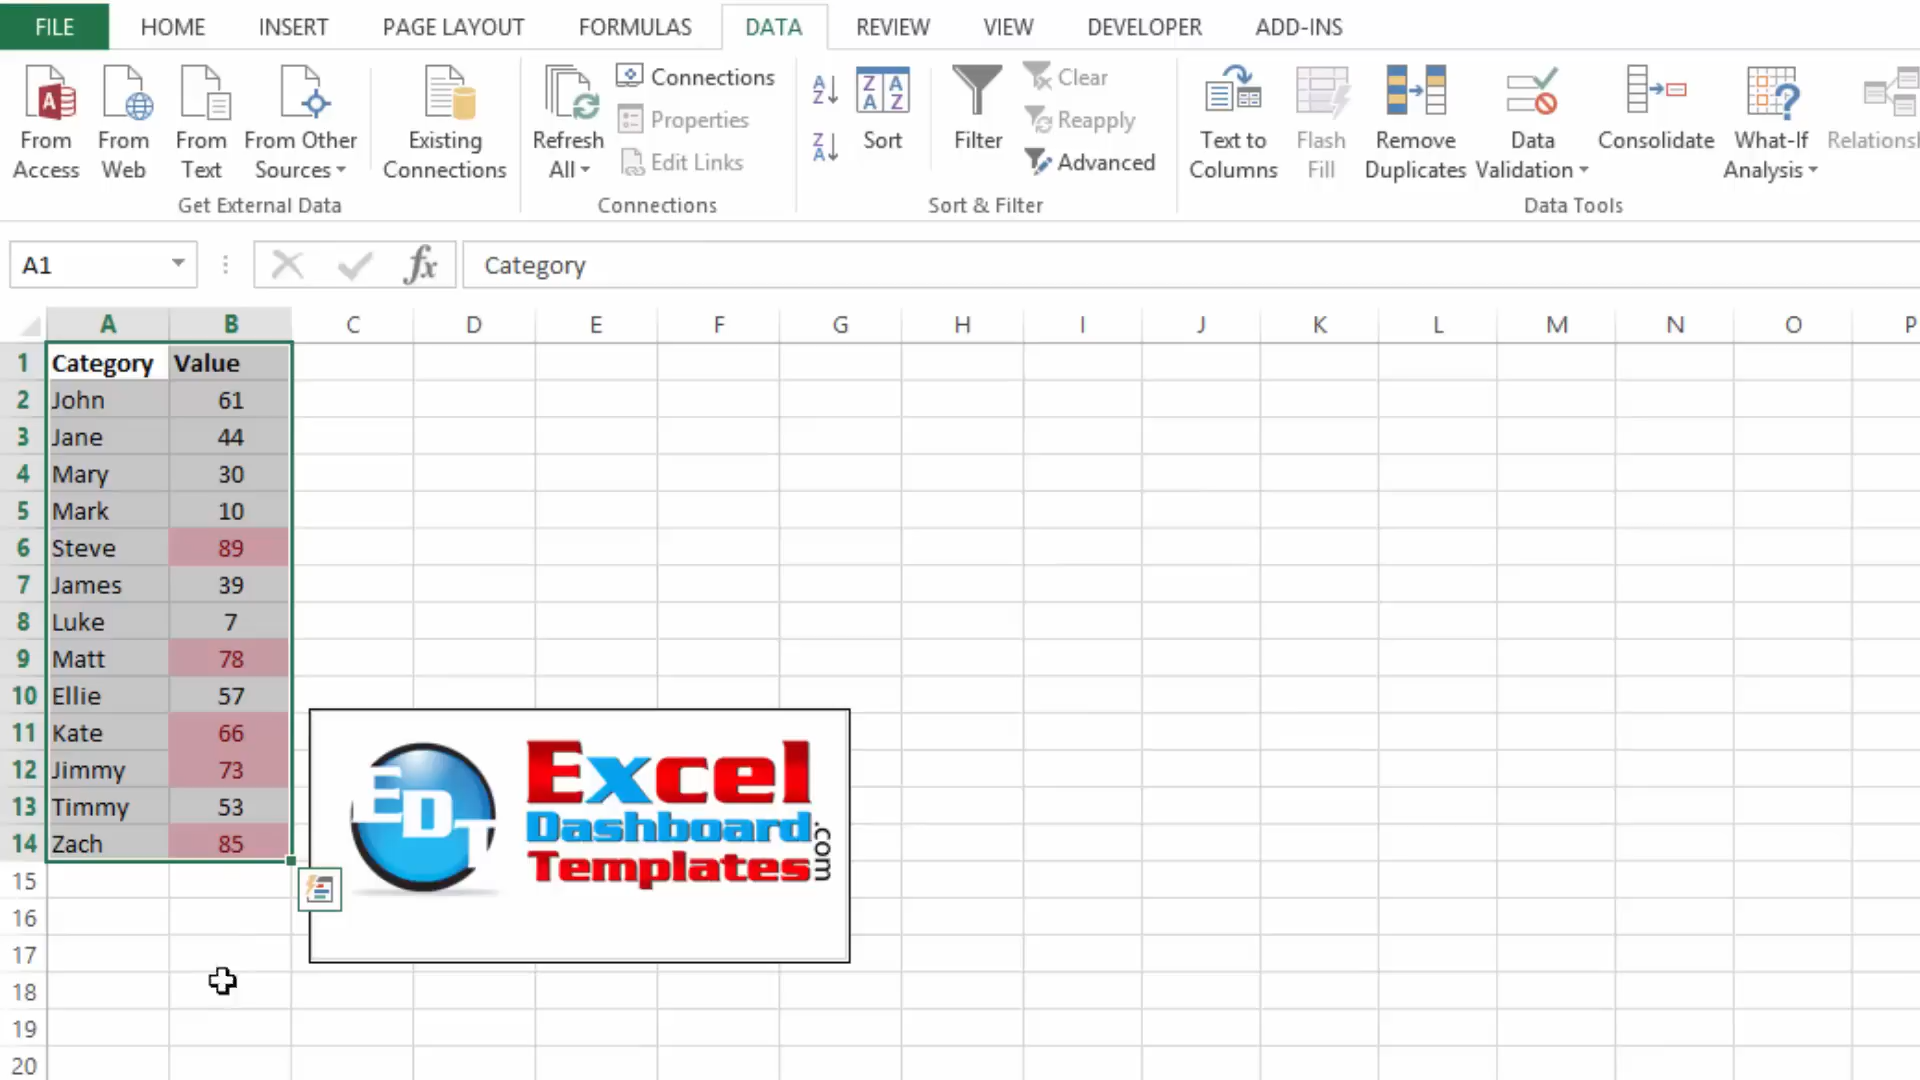 FILE HOME INSERT PAGE LAYOUT FORMULAS DATA REVIEW VIEW DEVELOPER ADD-INS
From Access
From Web
From Text
From Other Sources
Existing Connections
Get External Data
Refresh All
Connections
Properties
Edit Links
Connections
A Z
Z A
Z A A Z
Sort
Filter
Clear
Reapply
Advanced
Sort & Filter
Text to Columns
Flash Fill
Remove Duplicates
Data Validation
Consolidate
What-If Analysis
Relationsh
Data Tools
A1 fx Category
A B C D E F G H I J K L M N O P
1 Category Value
2 John 61
3 Jane 44
4 Mary 30
5 Mark 10
6 Steve 89
7 James 39
8 Luke 7
9 Matt 78
10 Ellie 57
11 Kate 66
12 Jimmy 73
13 Timmy 53
14 Zach 85
15
16
17
18
19
20
EDT
Excel
Dashboard
Templates
.com